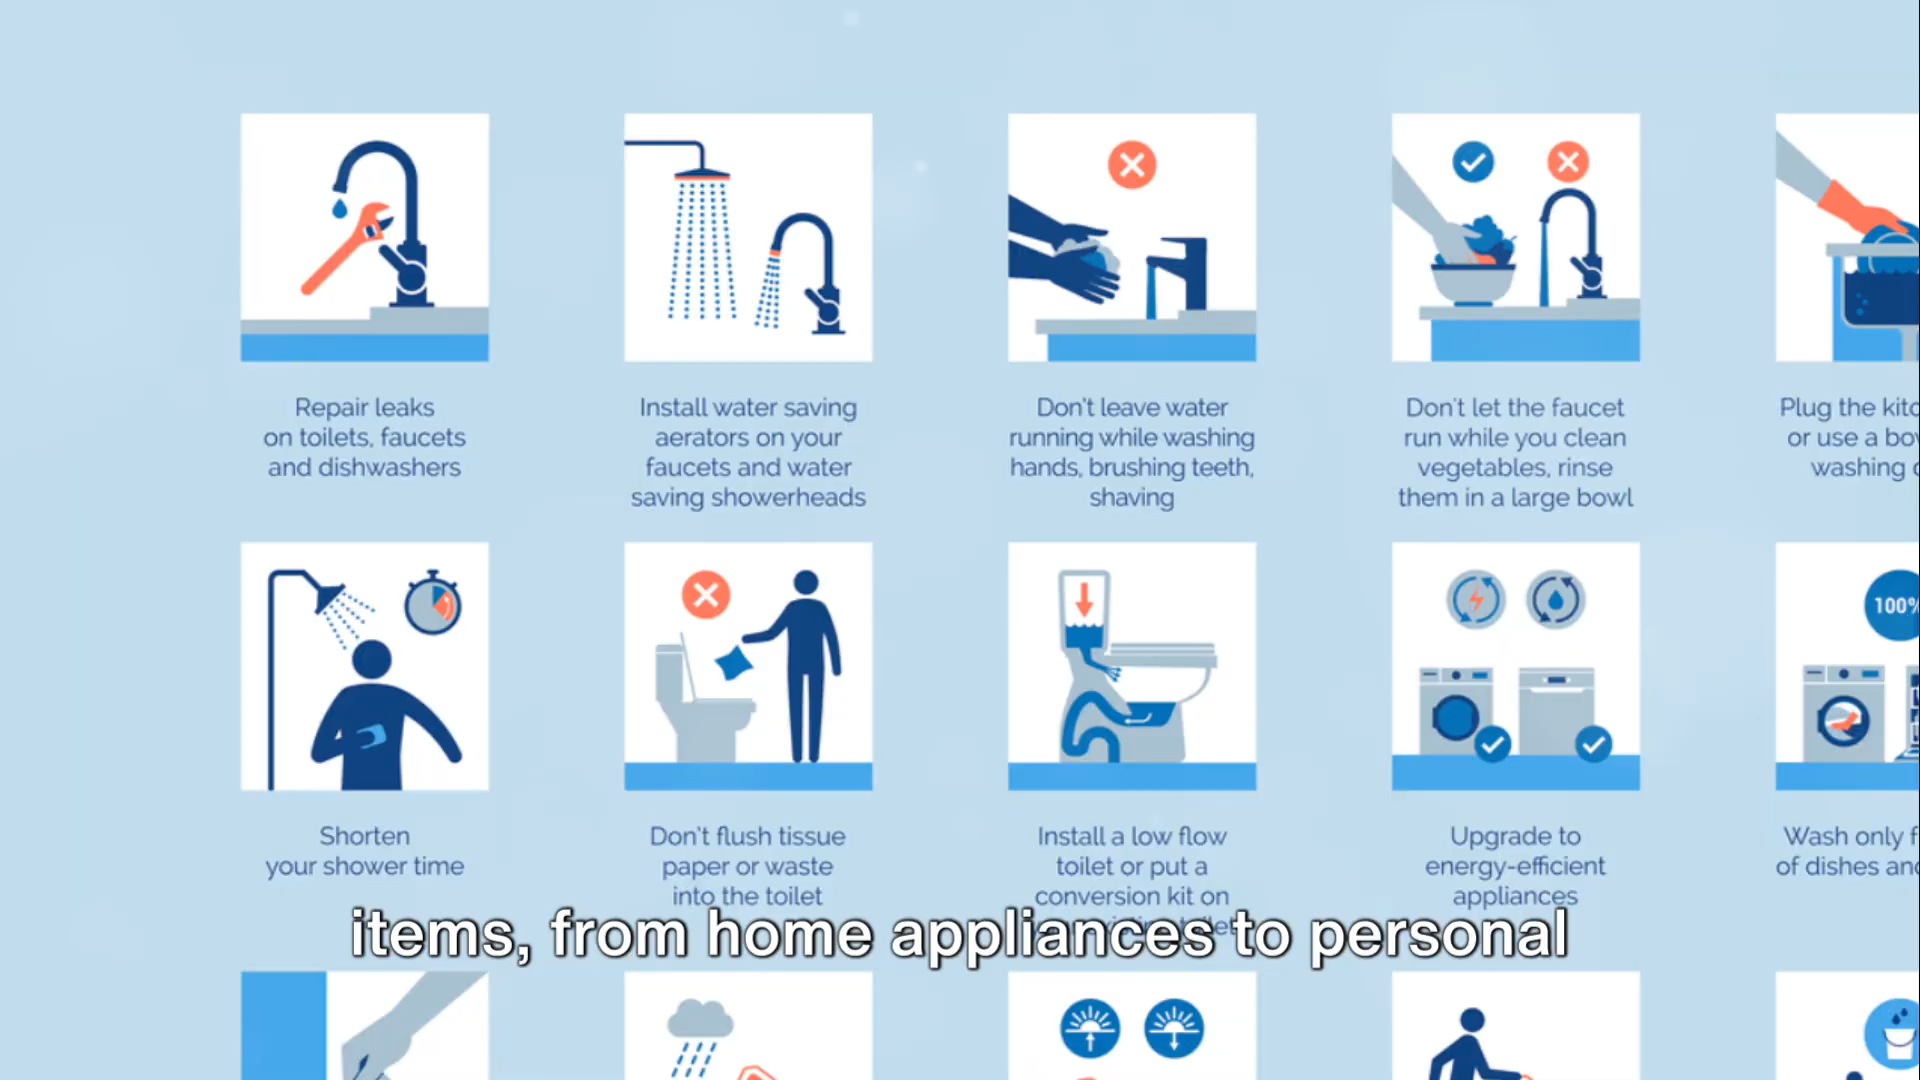 Repair leaks
on toilets, faucets
and dishwashers
Install water saving
aerators on your
faucets and water
saving showerheads
Don't leave water
running while washing
hands, brushing teeth,
shaving
Don't let the faucet
run while you clean
vegetables, rinse
them in a large bowl
Plug the
or use a
washing
100%
Shorten
your shower time
Don't flush tissue
paper or waste
into the toilet
Install a low flow
toilet or put a
conversion kit on
Upgrade to
energy-efficient
appliances
Wash only
of dishes
items, from home appliances to personal